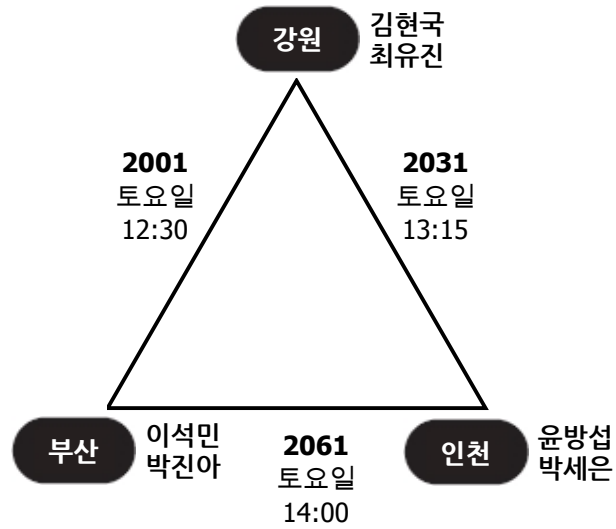 강원
김현국
최유진
2001
토요일
12:30
2031
토요일
13:15
부산
이석민
박진아
2061
토요일
14:00
인천
윤방섭
박세은